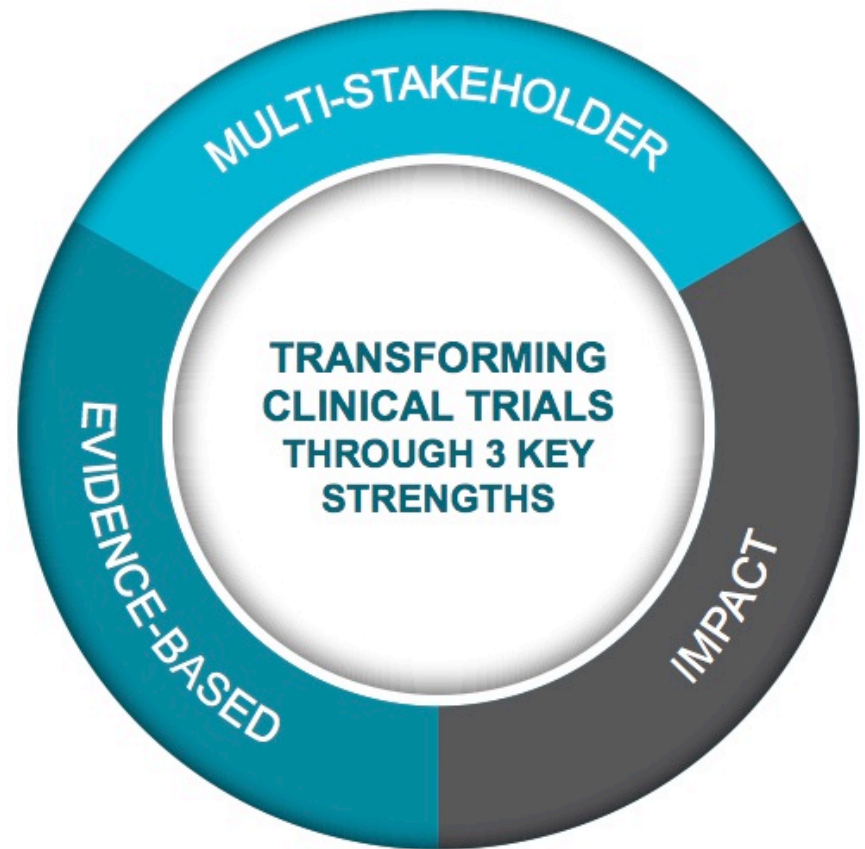 MULTI-STAKEHOLDER
TRANSFORMING
CLINICAL TRIALS
THROUGH 3 KEY
STRENGTHS
EVIDENCE-BASED
IMPACT